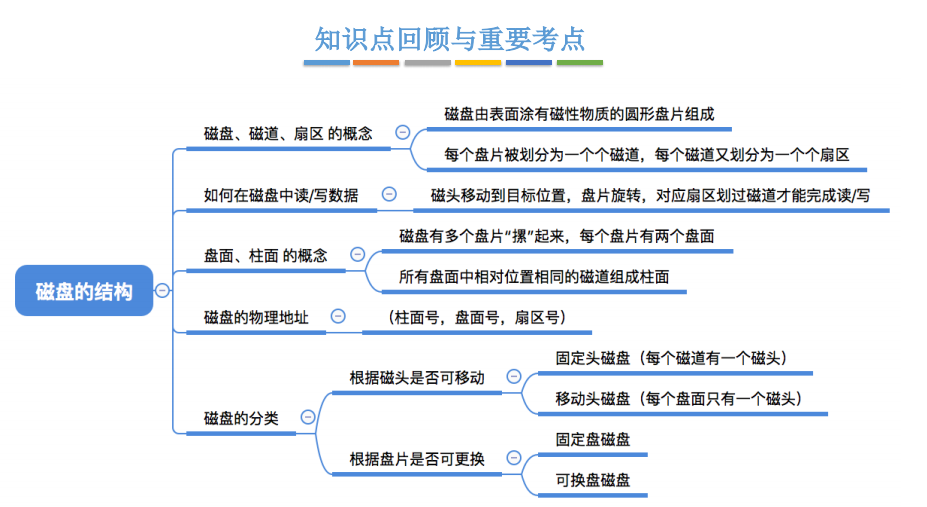 知识点回顾与重要考点
磁盘的结构
磁盘、磁道、扇区 的概念
磁盘由表面涂有磁性物质的圆形盘片组成
每个盘片被划分为一个个磁道，每个磁道又划分为一个个扇区
如何在磁盘中读/写数据
磁头移动到目标位置，盘片旋转，对应扇区划过磁道才能完成读/写
盘面、柱面 的概念
磁盘有多个盘片“摞”起来，每个盘片有两个盘面
所有盘面中相对位置相同的磁道组成柱面
磁盘的物理地址
（柱面号，盘面号，扇区号）
磁盘的分类
根据磁头是否可移动
固定头磁盘（每个磁道有一个磁头）
移动头磁盘（每个盘面只有一个磁头）
根据盘片是否可更换
固定盘磁盘
可换盘磁盘